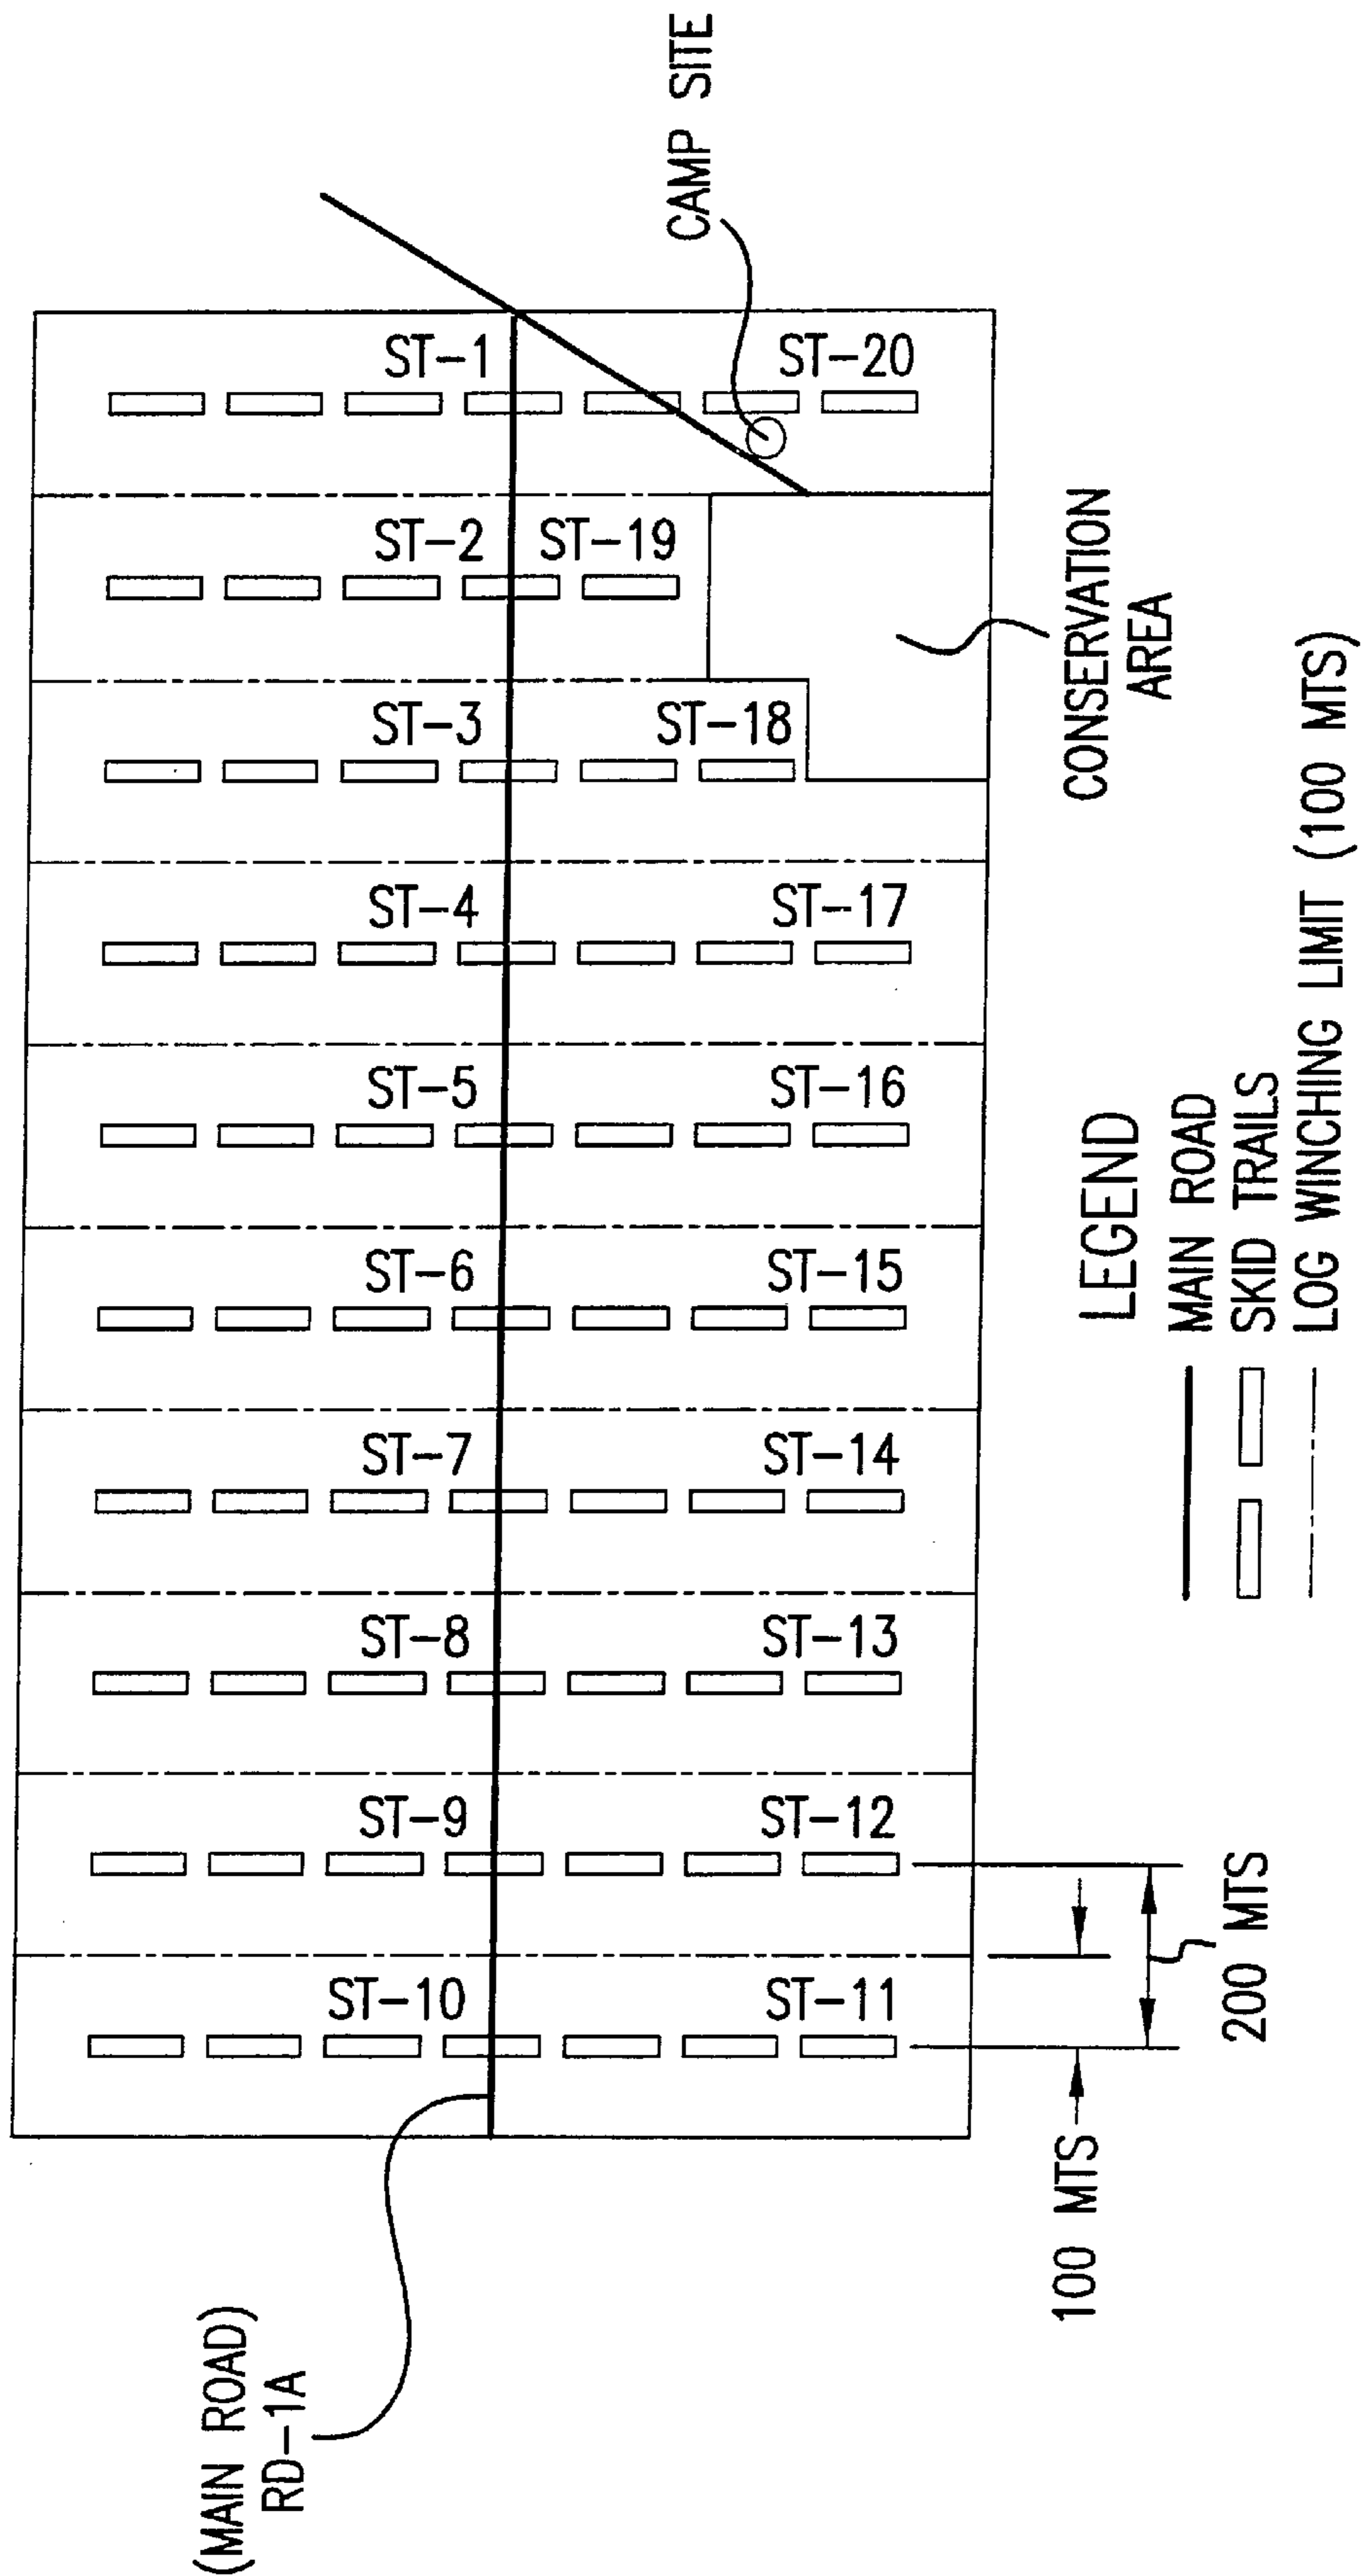 CAMP SITE
ST-1
ST-20
ST-2
ST-19
ST-3
ST-18
CONSERVATION
AREA
ST-4
ST-17
ST-5
ST-16
ST-6
ST-15
ST-7
ST-14
ST-8
ST-13
ST-9
ST-12
ST-10
ST-11
(MAIN ROAD)
RD-1A
100 MTS
200 MTS
LEGEND
MAIN ROAD
SKID TRAILS
LOG WINCHING LIMIT (100 MTS)